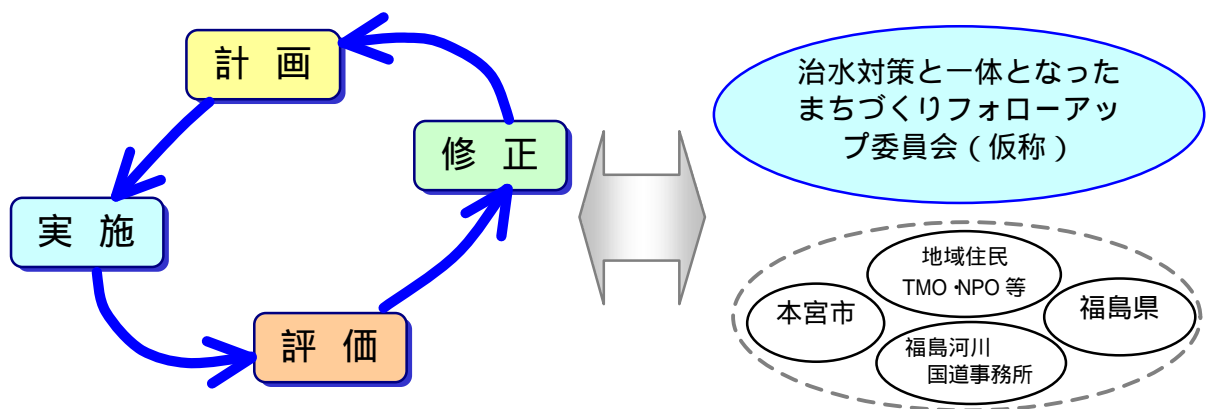 計 画
修 正
実 施
評 価
治水対策と一体となった
まちづくりフォローアッ
プ委員会(仮称)
地域住民
TMO・NPO 等
本宮市
福島県
福島河川
国道事務所